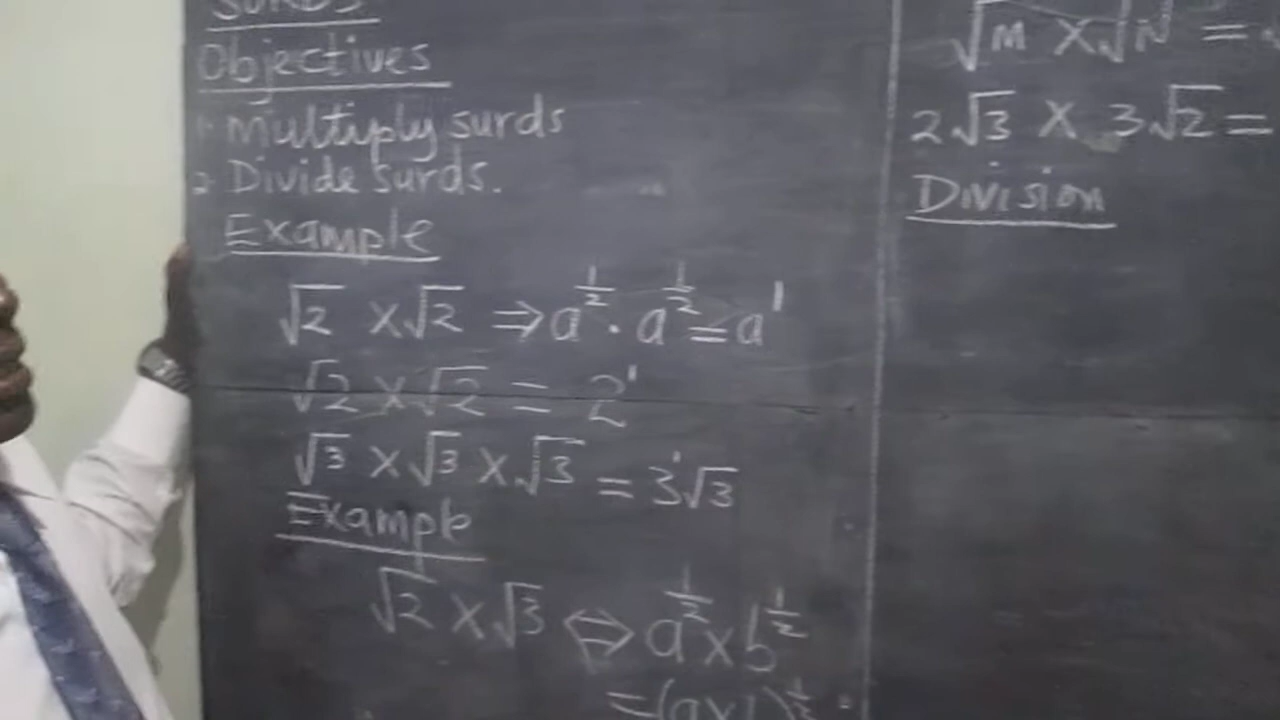 SURDS
Objectives
1. Multiply surds
2. Divide surds.
Example
√2 x√2 ⇒ a^½ . a^½ = a^1
√2 x √2 = 2^1
√3 x √3 x √3 = 3^1√3
Example
√2 x √3 ⇔ a^½ x b^½
√M x √N =
2√3 x 3√2 =
Division